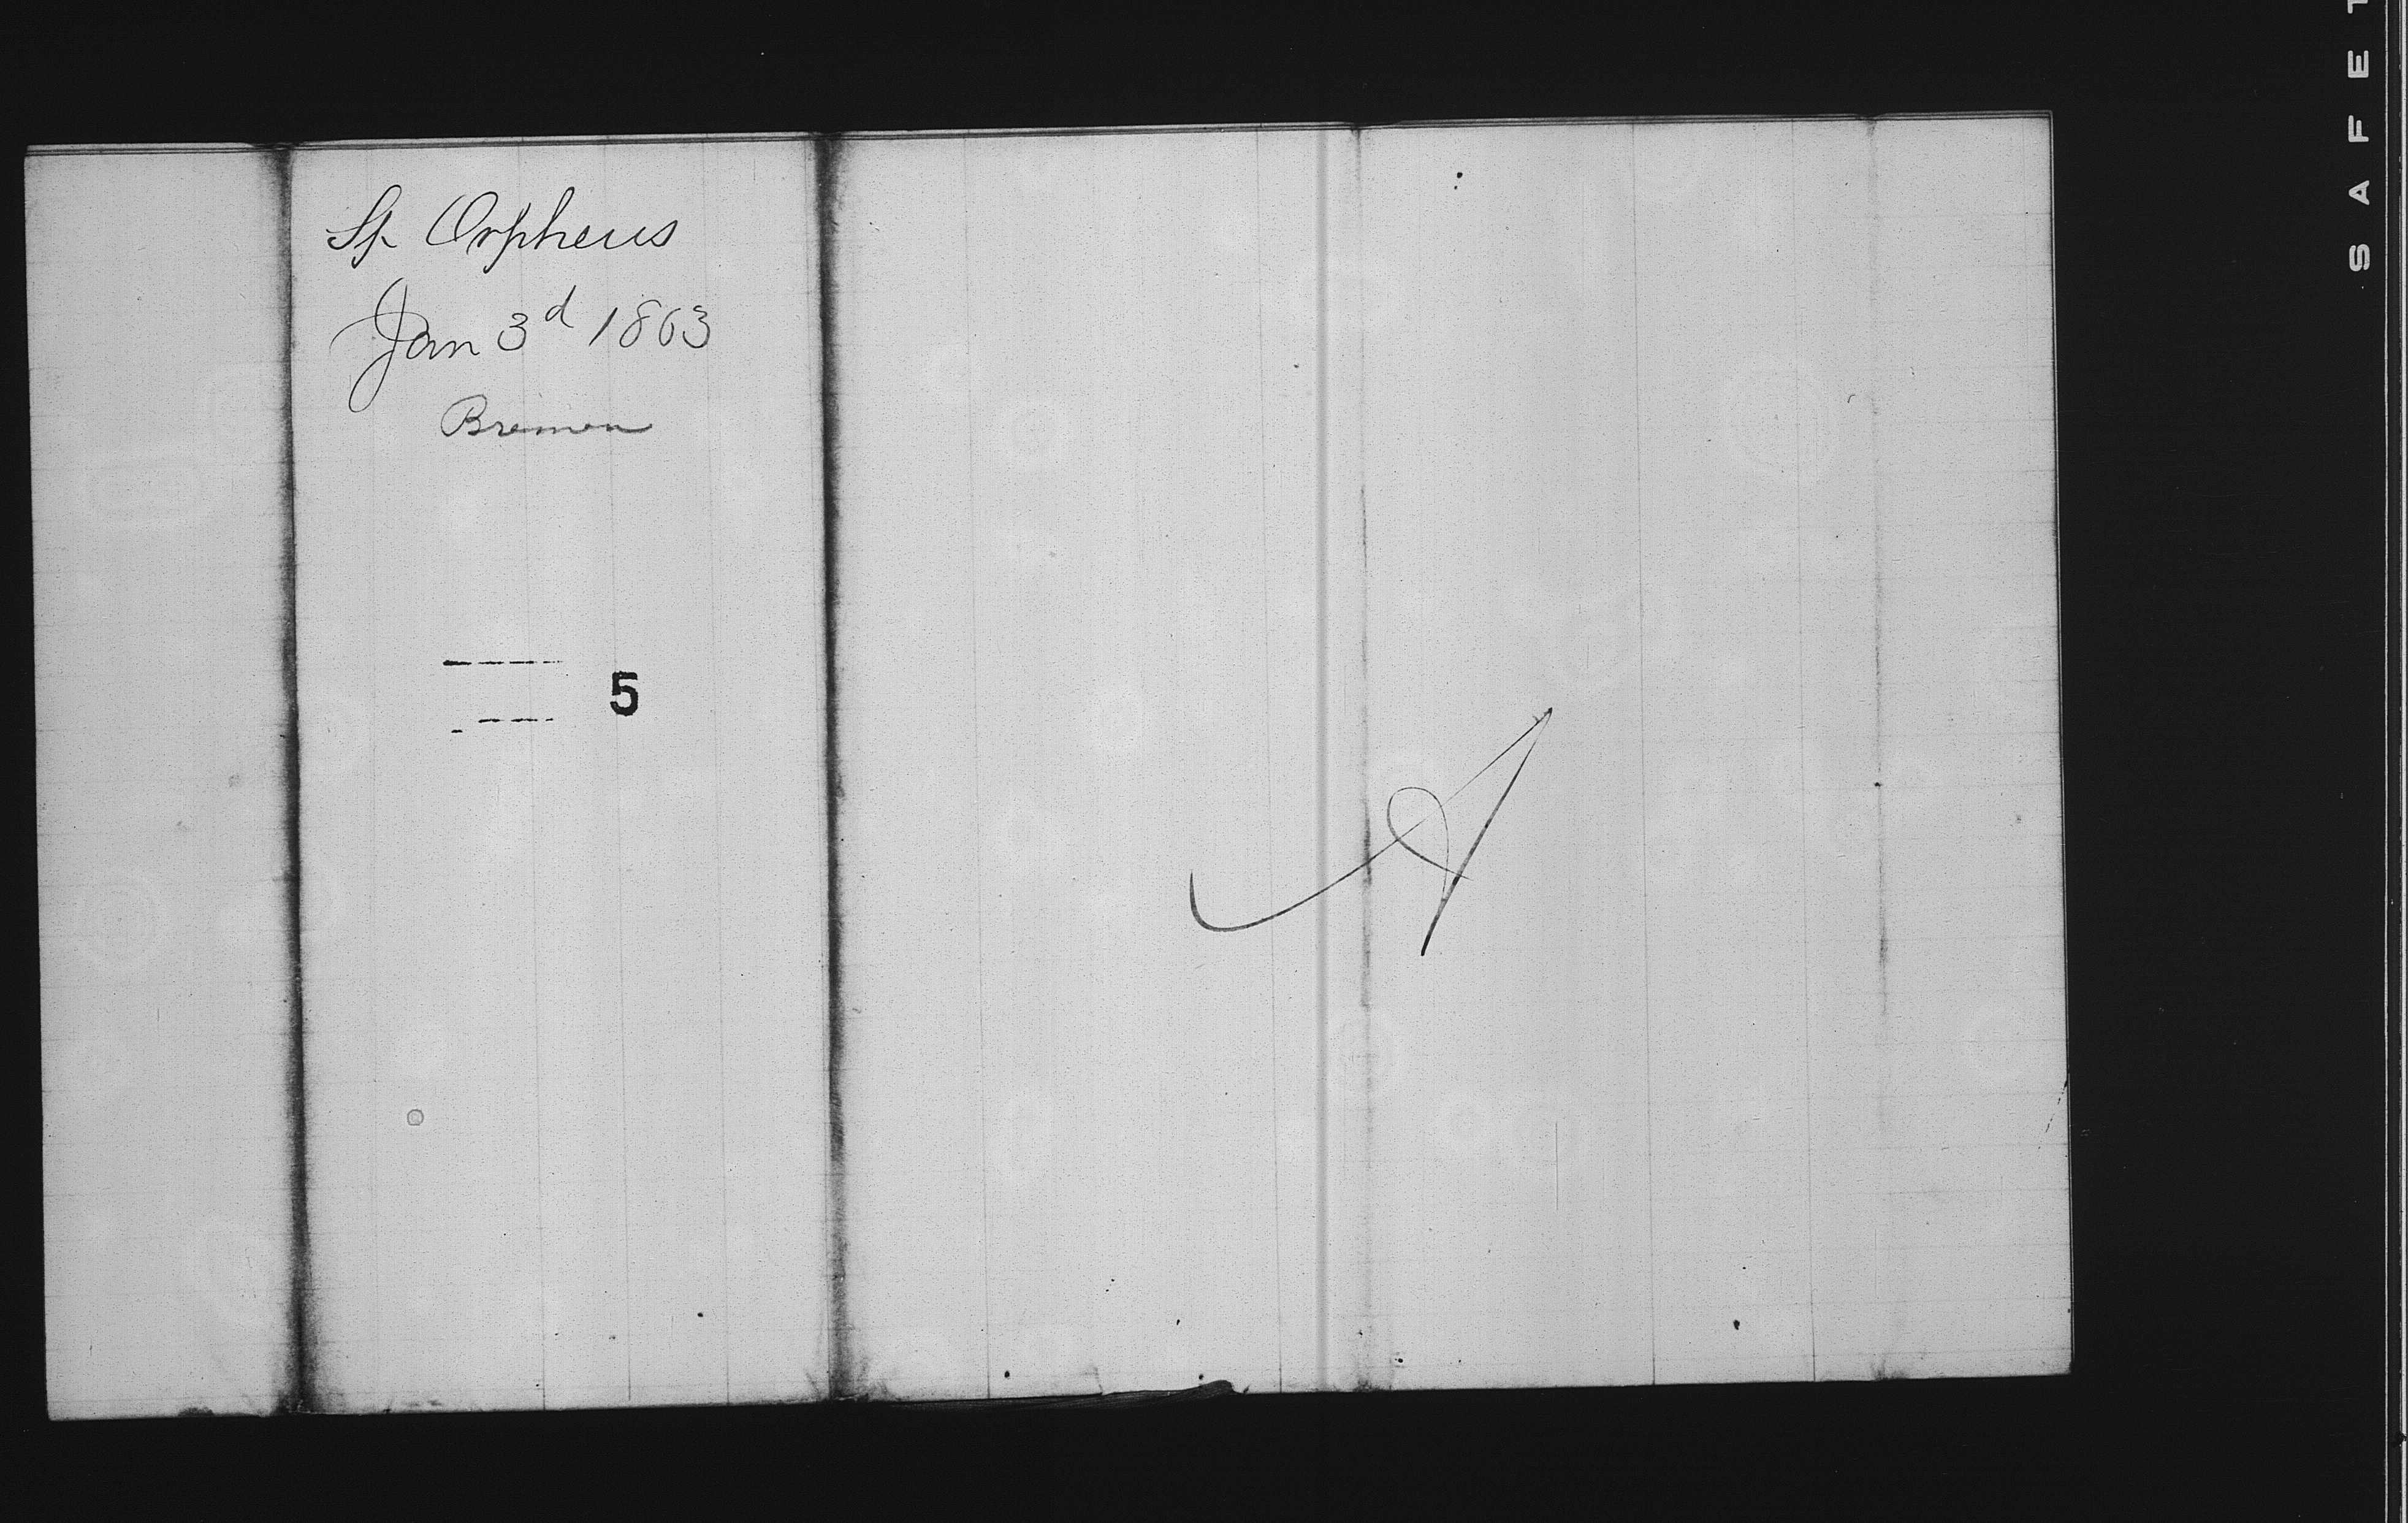 Sp Orpheus
Jan 3d 1863
Bremen
5
A
SAFET